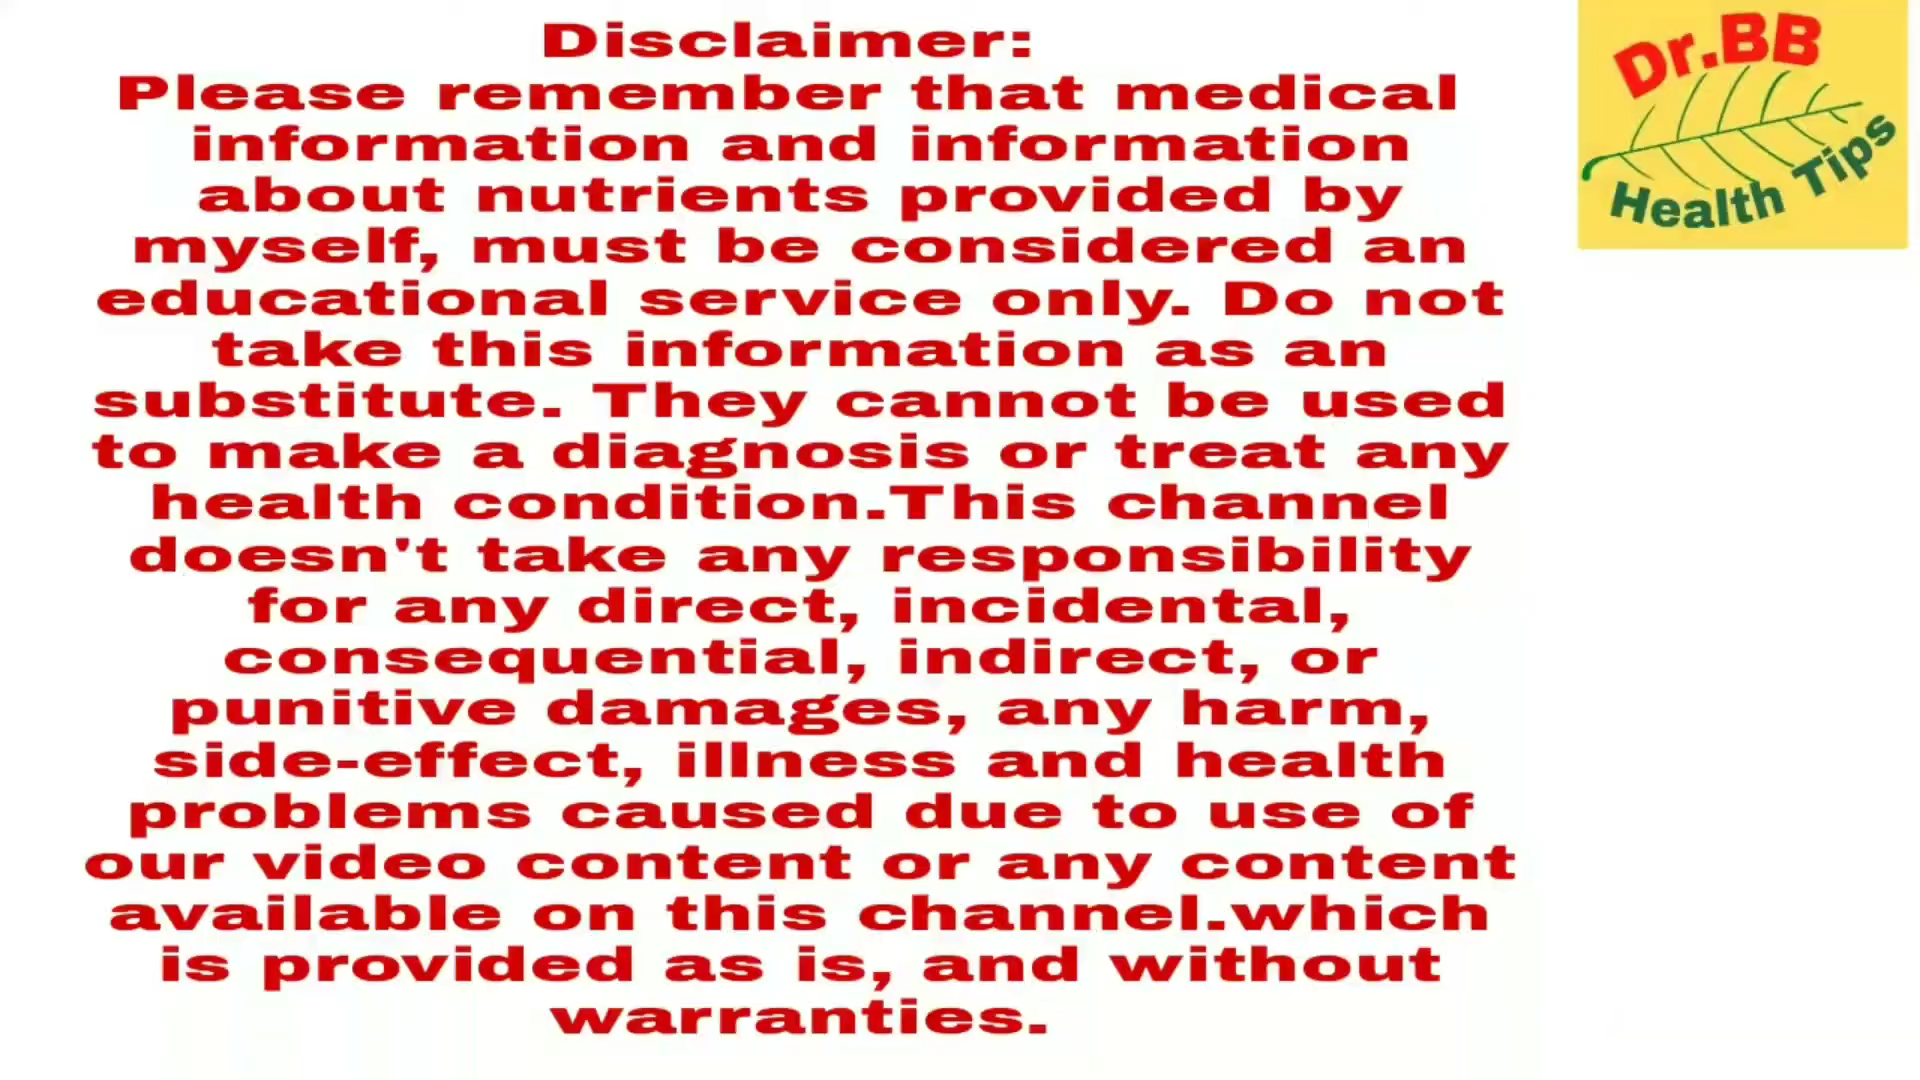 Disclaimer:
Please remember that medical
information and information
about nutrients provided by
myself, must be considered an
educational service only. Do not
take this information as an
substitute. They cannot be used
to make a diagnosis or treat any
health condition.This channel
doesn't take any responsibility
for any direct, incidental,
consequential, indirect, or
punitive damages, any harm,
side-effect, illness and health
problems caused due to use of
our video content or any content
available on this channel.which
is provided as is, and without
warranties.
Dr.BB
Health Tips